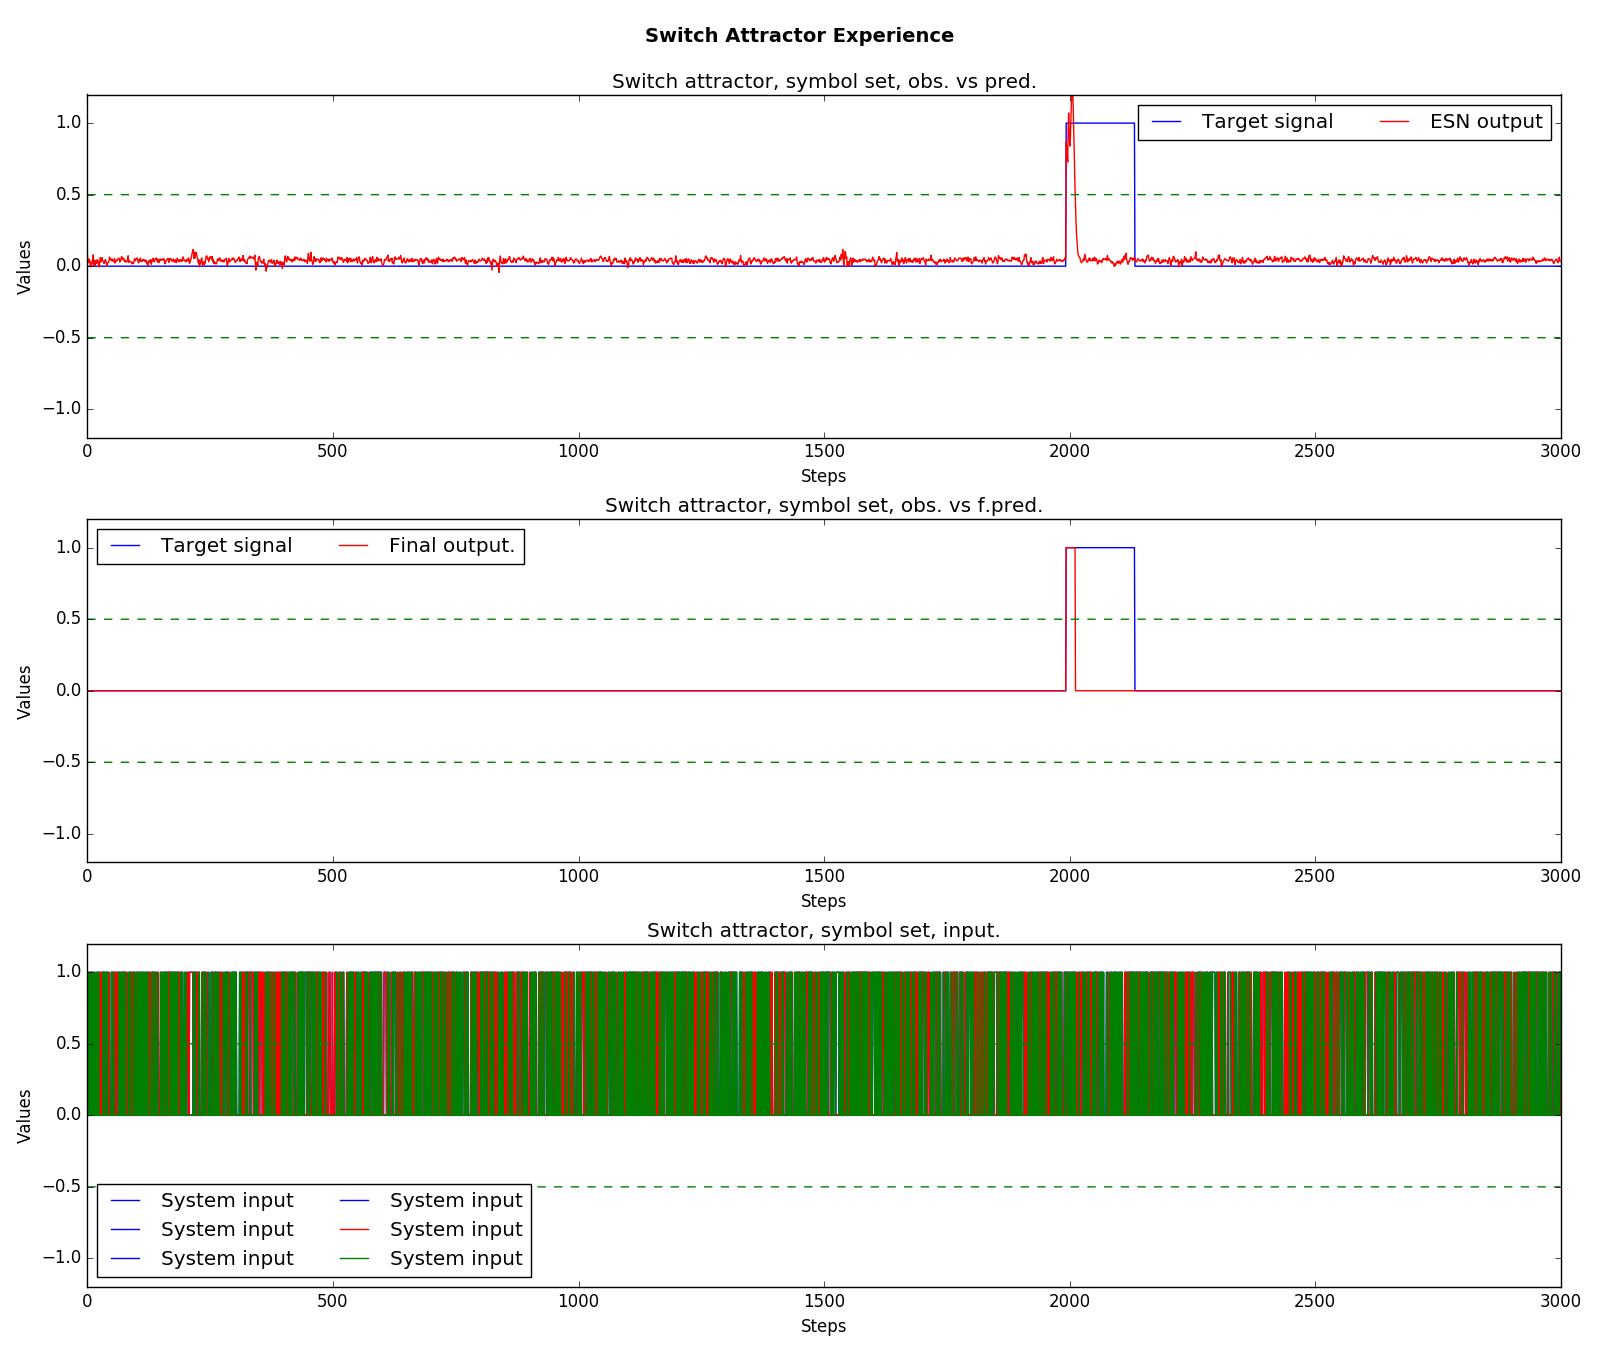 Switch Attractor Experience
Switch attractor, symbol set, obs. vs pred.
Target signal ESN output
1.0
0.5
0.0
−0.5
−1.0
Values
0 500 1000 1500 2000 2500 3000
Steps
Switch attractor, symbol set, obs. vs f.pred.
Target signal Final output.
1.0
0.5
0.0
−0.5
−1.0
Values
0 500 1000 1500 2000 2500 3000
Steps
Switch attractor, symbol set, input.
1.0
0.5
0.0
−0.5
−1.0
Values
System input System input
System input System input
System input System input
0 500 1000 1500 2000 2500 3000
Steps